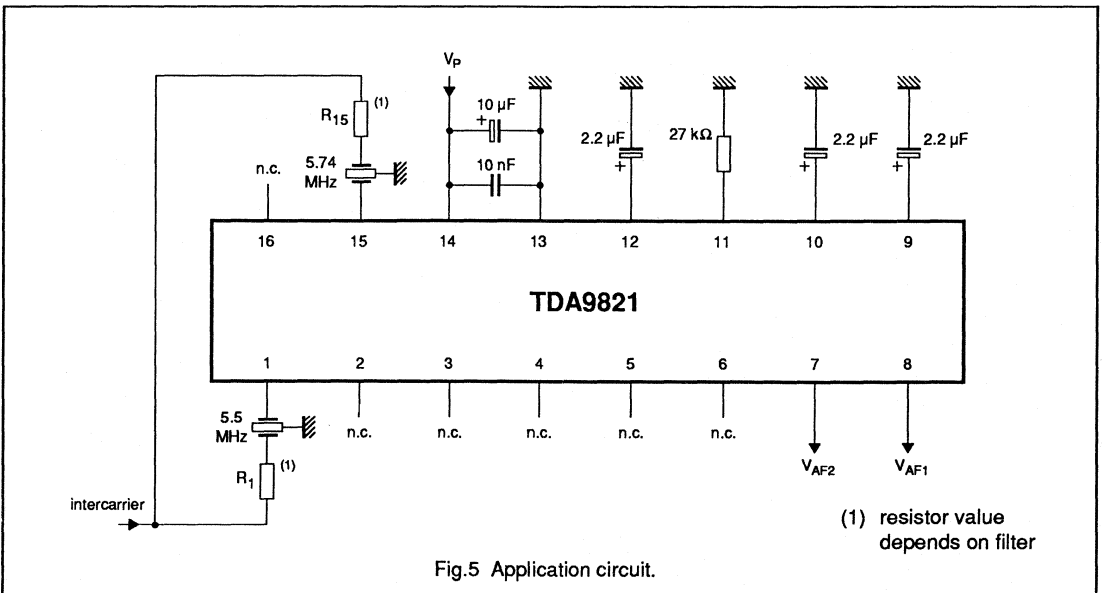 VP
R15 (1)
10 µF
+
10 nF
n.c.
5.74
MHz
2.2 µF
+
27 kΩ
2.2 µF
+
2.2 µF
+
16 15 14 13 12 11 10 9
TDA9821
1 2 3 4 5 6 7 8
5.5
MHz
n.c. n.c. n.c. n.c. n.c.
VAF2 VAF1
R1 (1)
intercarrier
(1) resistor value
depends on filter
Fig.5 Application circuit.